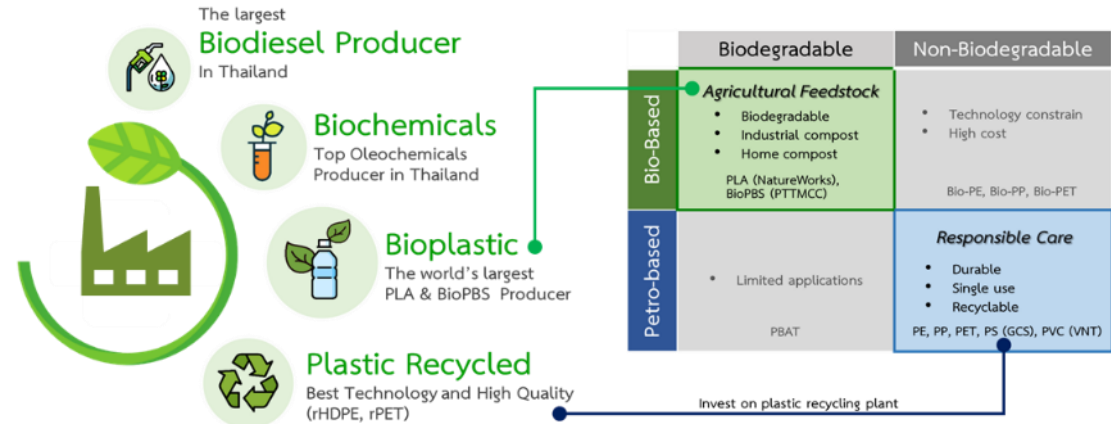 The largest
Biodiesel Producer
In Thailand
Biochemicals
Top Oleochemicals
Producer in Thailand
Bioplastic
The world's largest
PLA & BioPBS Producer
Plastic Recycled
Best Technology and High Quality
(rHDPE, rPET)
Biodegradable
Non-Biodegradable
Bio-Based
Agricultural Feedstock
• Biodegradable
• Industrial compost
• Home compost
PLA (NatureWorks),
BioPBS (PTTMCC)
• Technology constrain
• High cost
Bio-PE, Bio-PP, Bio-PET
Petro-based
• Limited applications
PBAT
Responsible Care
• Durable
• Single use
• Recyclable
PE, PP, PET, PS (GCS), PVC (VNT)
Invest on plastic recycling plant